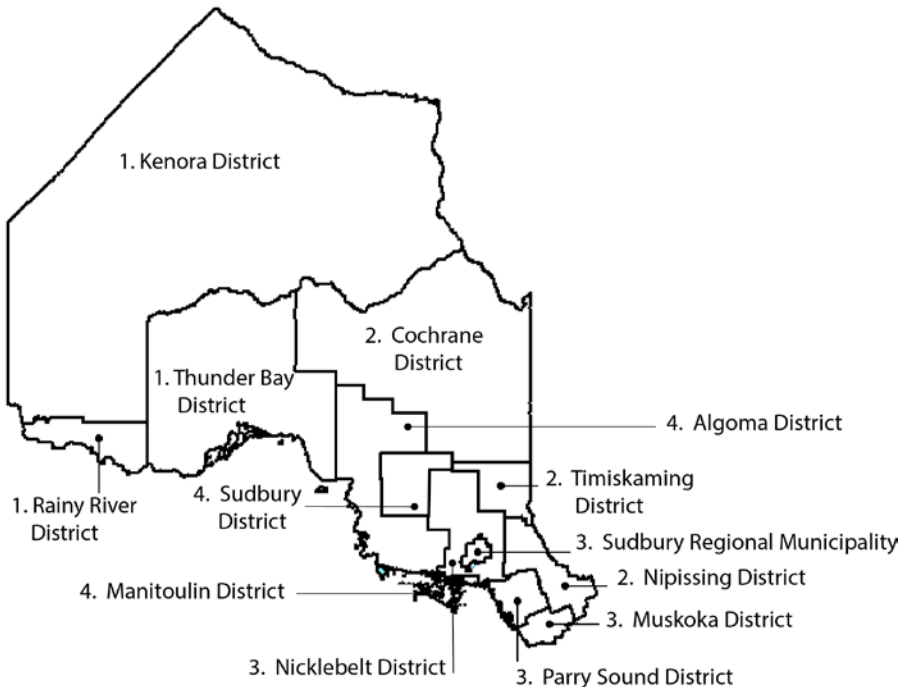 1. Kenora District
2. Cochrane
District
1. Thunder Bay
District
4. Algoma District
1. Rainy River
District
4. Sudbury
District
2. Timiskaming
District
3. Sudbury Regional Municipality
4. Manitoulin District
2. Nipissing District
3. Muskoka District
3. Nicklebelt District
3. Parry Sound District